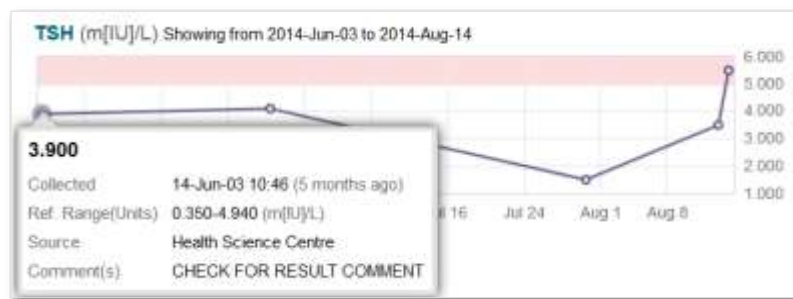 TSH (m[IU]/L) Showing from 2014-Jun-03 to 2014-Aug-14
6.000
5.000
4.000
3.000
2.000
1.000
16
Jul 24
Aug 1
Aug 8
3.900
Collected 14-Jun-03 10:46 (5 months ago)
Ref. Range(Units) 0.350-4.940 (m[IU]/L)
Source Health Science Centre
Comment(s) CHECK FOR RESULT COMMENT